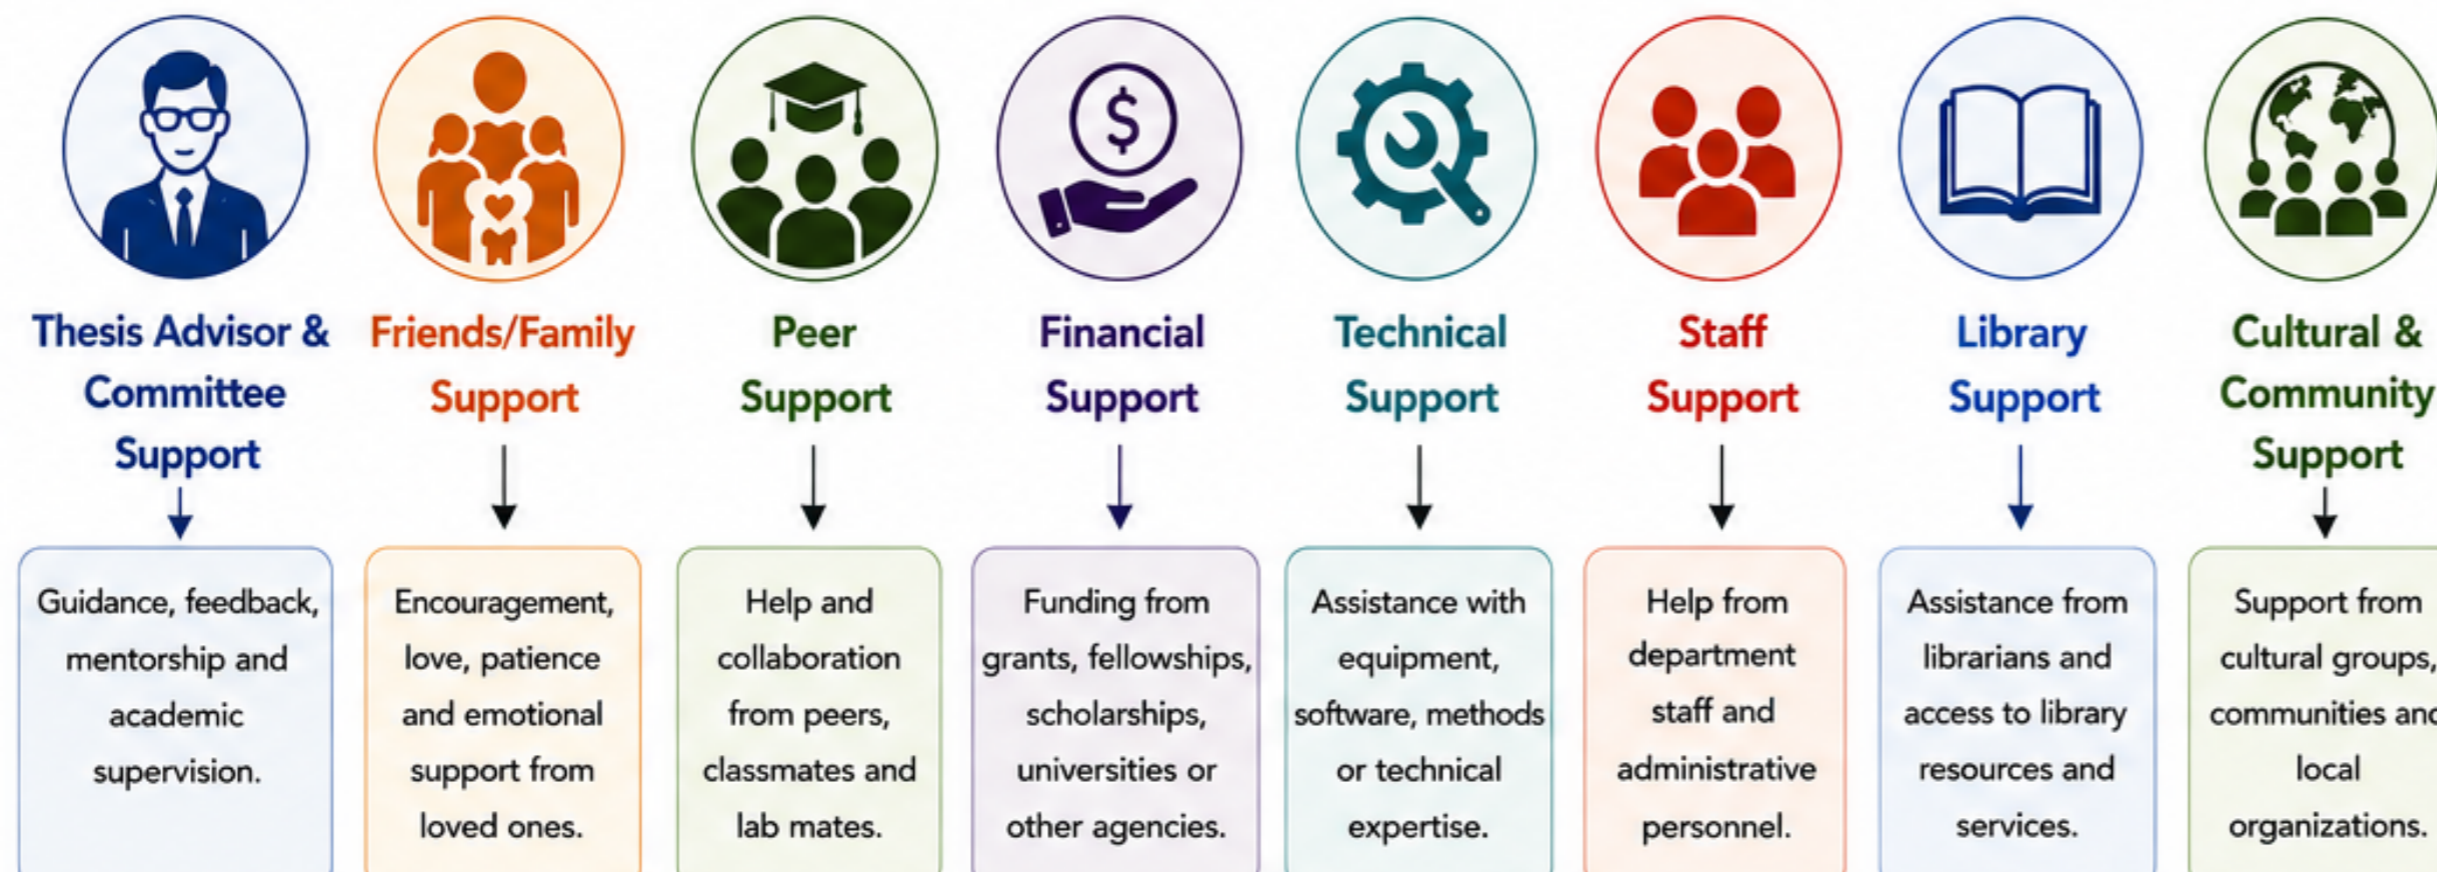 Thesis Advisor &
Committee
Support
Guidance, feedback,
mentorship and
academic
supervision.
Friends/Family
Support
Encouragement,
love, patience
and emotional
support from
loved ones.
Peer
Support
Help and
collaboration
from peers,
classmates and
lab mates.
Financial
Support
$
Funding from
grants, fellowships,
scholarships,
universities or
other agencies.
Technical
Support
Assistance with
equipment,
software, methods
or technical
expertise.
Staff
Support
Help from
department
staff and
administrative
personnel.
Library
Support
Assistance from
librarians and
access to library
resources and
services.
Cultural &
Community
Support
Support from
cultural groups,
communities and
local
organizations.